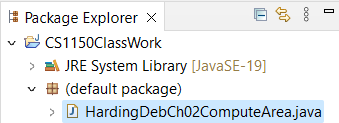 Package Explorer
CS1150ClassWork
JRE System Library [JavaSE-19]
(default package)
HardingDebCh02ComputeArea.java